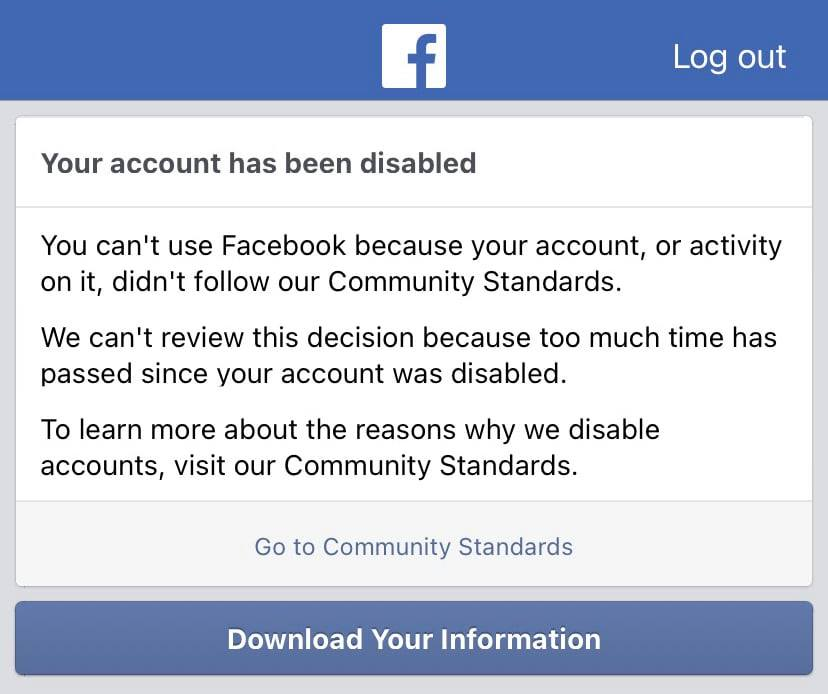 Log out
Your account has been disabled
You can't use Facebook because your account, or activity
on it, didn't follow our Community Standards.
We can't review this decision because too much time has
passed since your account was disabled.
To learn more about the reasons why we disable
accounts, visit our Community Standards.
Go to Community Standards
Download Your Information